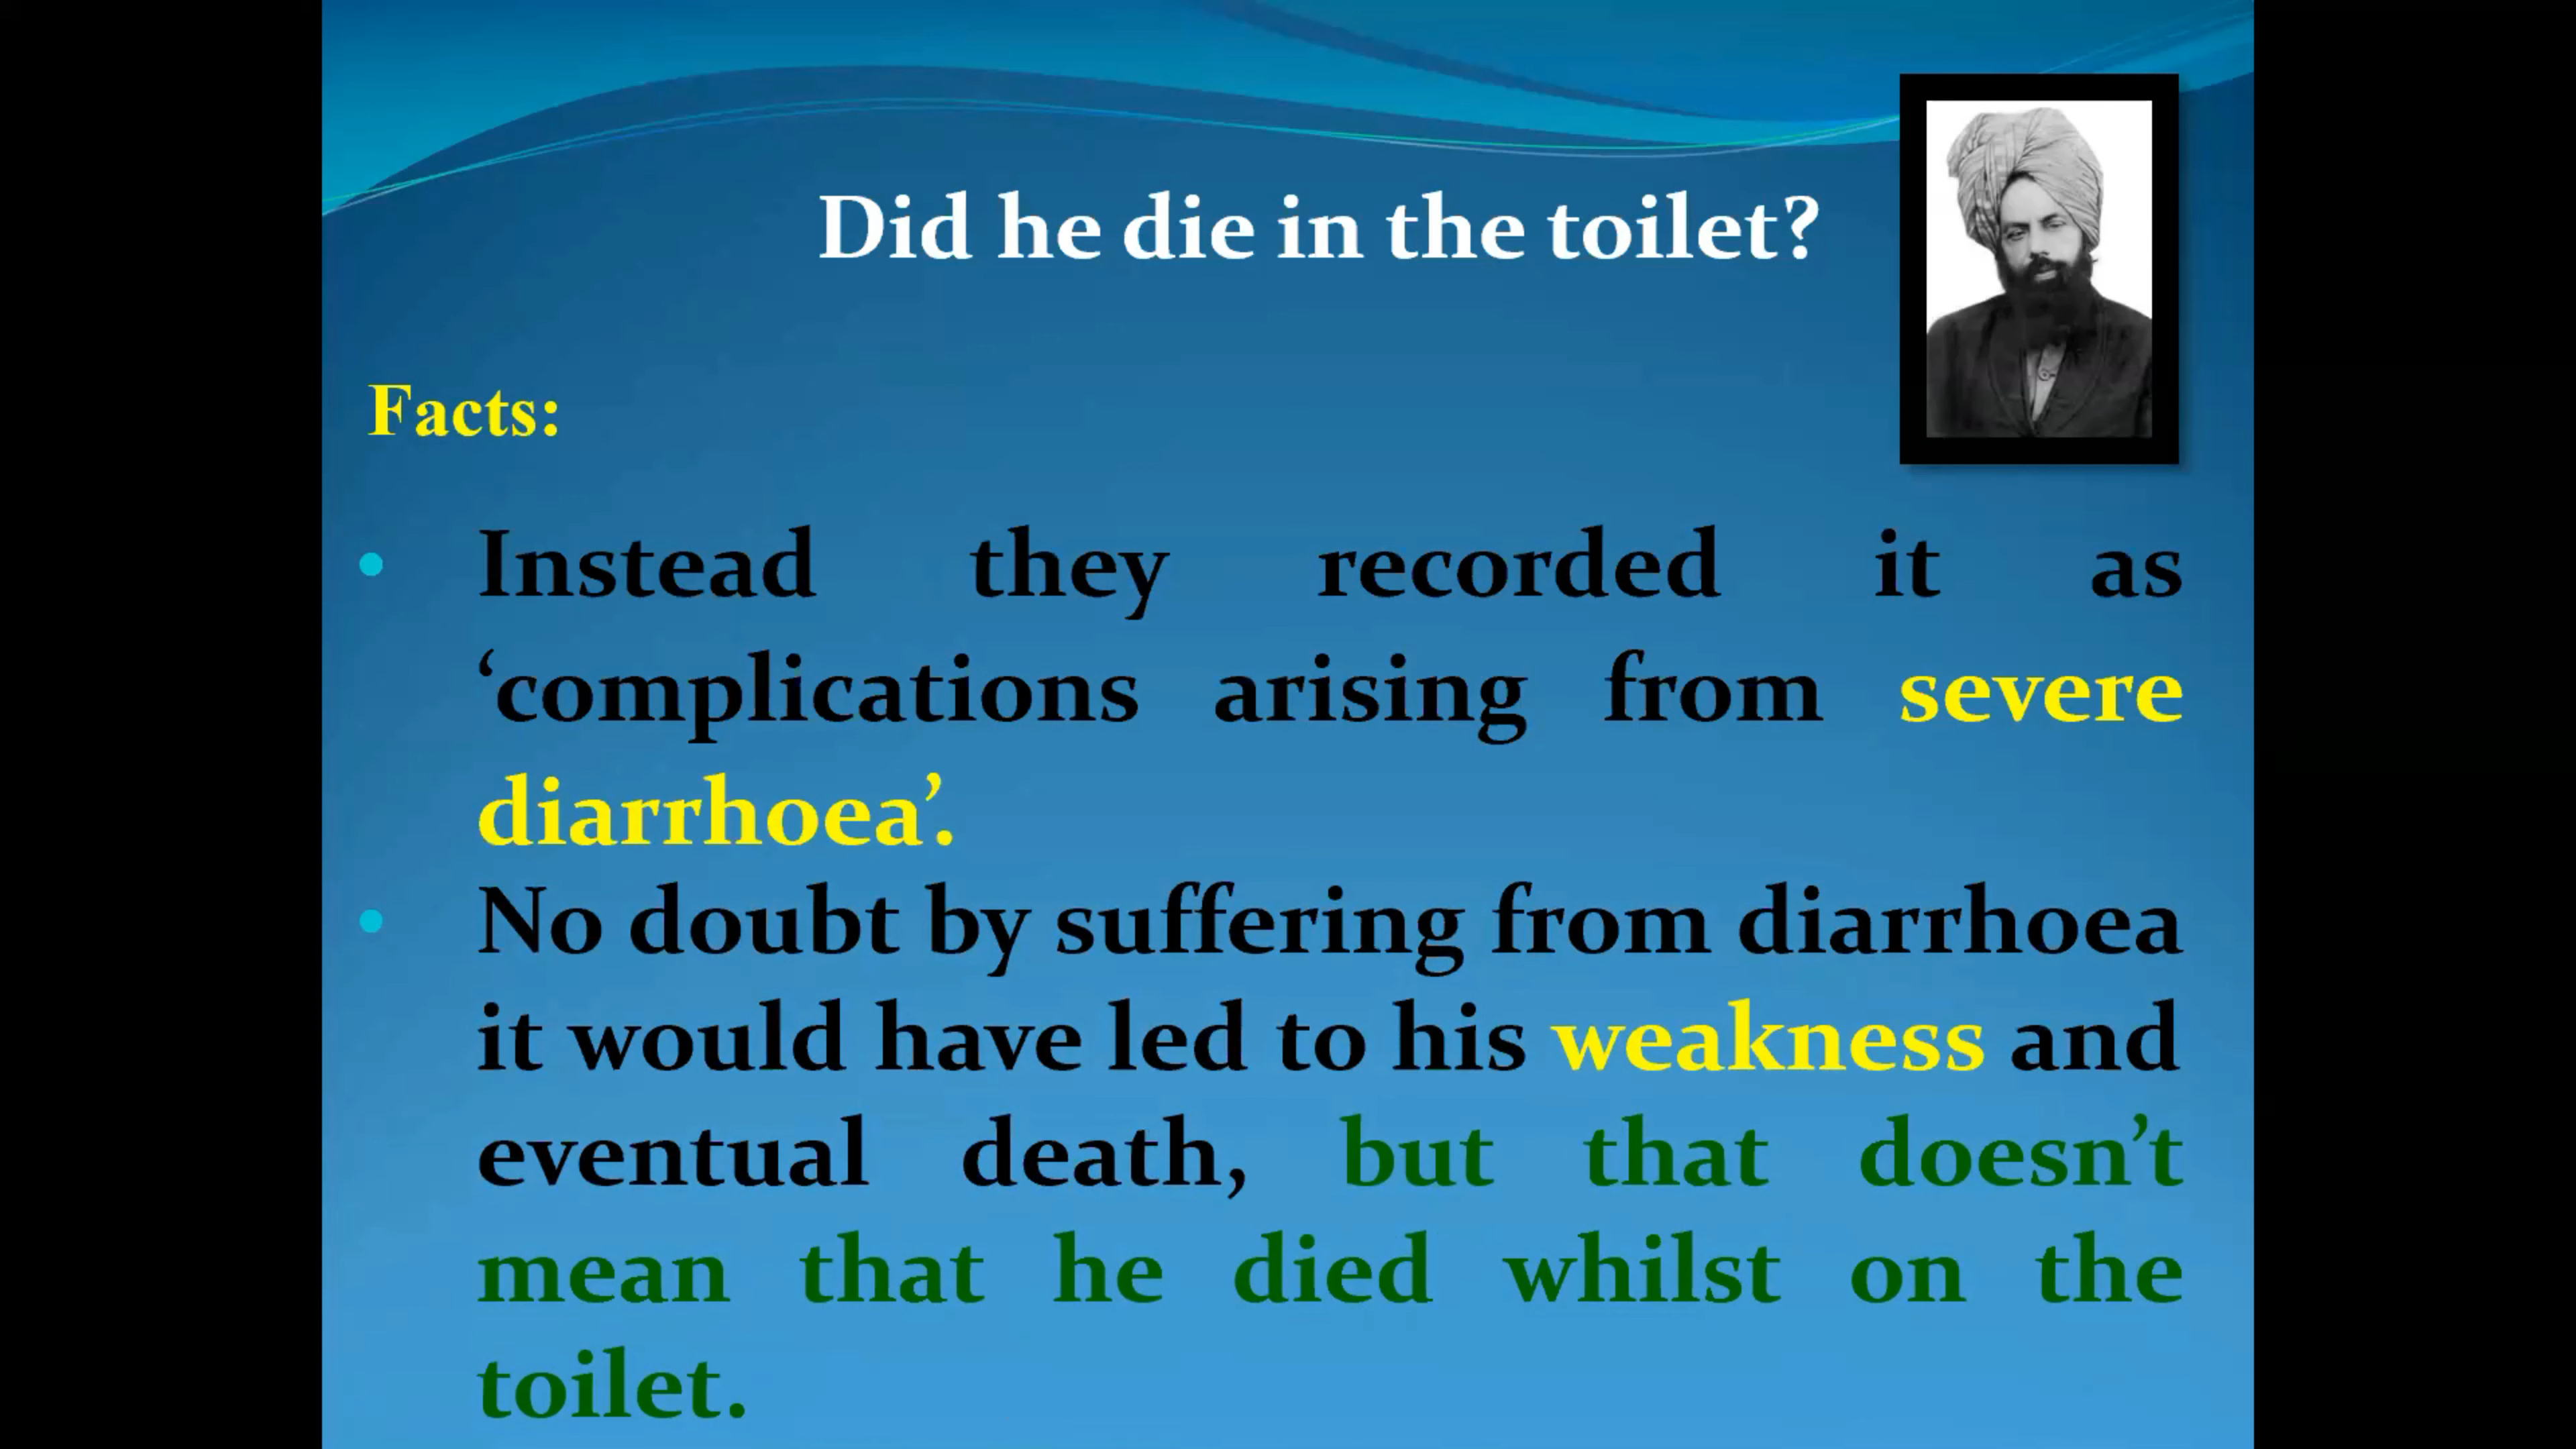 Did he die in the toilet?
Facts:
• Instead they recorded it as
‘complications arising from severe
diarrhoea’.
• No doubt by suffering from diarrhoea
it would have led to his weakness and
eventual death, but that doesn’t
mean that he died whilst on the
toilet.